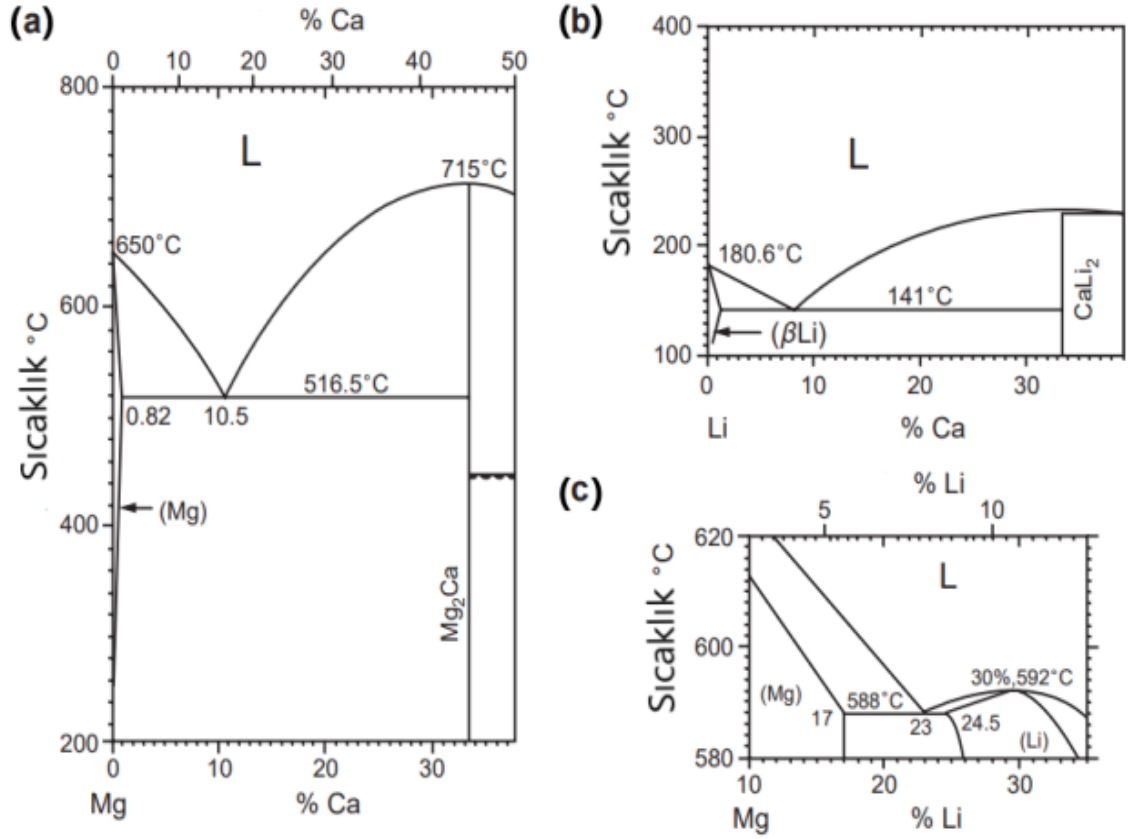 (a)
% Ca
0 10 20 30 40 50
800
L
715°C
650°C
600
516.5°C
0.82
10.5
Sıcaklık °C
(Mg)
400
Mg₂Ca
200
0 10 20 30
Mg
% Ca
(b)
400
L
300
Sıcaklık °C
200
180.6°C
141°C
CaLi₂
(βLi)
100
0 10 20 30
Li
% Ca
(c)
% Li
5 10
620
L
Sıcaklık °C
600
30%,592°C
(Mg)
588°C
17
23
24.5
(Li)
580
10 20 30
Mg
% Li